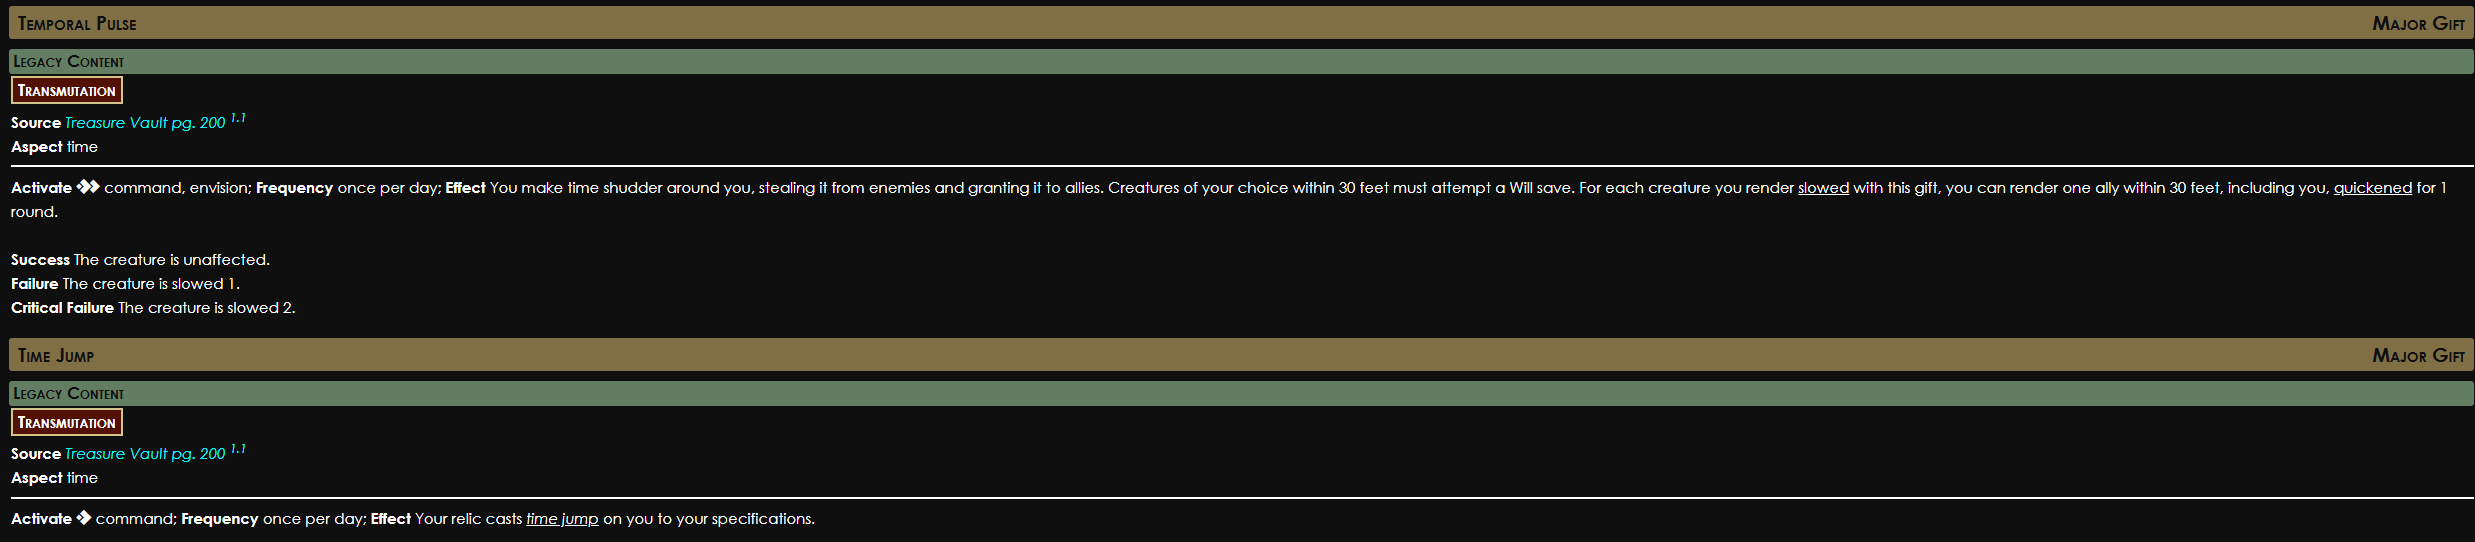 Temporal Pulse Major Gift
Legacy Content
Transmutation
Source Treasure Vault pg. 200 1.1
Aspect time
Activate command, envision; Frequency once per day; Effect You make time shudder around you, stealing it from enemies and granting it to allies. Creatures of your choice within 30 feet must attempt a Will save. For each creature you render slowed with this gift, you can render one ally within 30 feet, including you, quickened for 1
round.
Success The creature is unaffected.
Failure The creature is slowed 1.
Critical Failure The creature is slowed 2.
Time Jump Major Gift
Legacy Content
Transmutation
Source Treasure Vault pg. 200 1.1
Aspect time
Activate command; Frequency once per day; Effect Your relic casts time jump on you to your specifications.